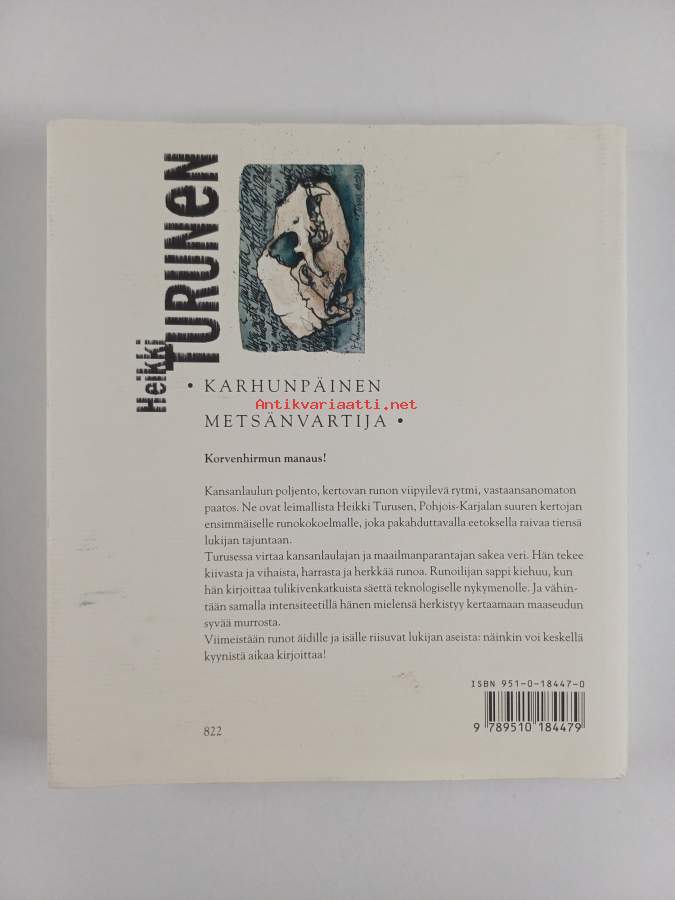 Heikki
TURUNEN
• KARHUNPÄINEN
Antikvariaatti.net
METSÄNVARTIJA •
Korvenhirmun manaus!
Kansanlaulun poljento, kertovan runon viipyilevä rytmi, vastaansanomaton
paatos. Ne ovat leimallista Heikki Turusen, Pohjois-Karjalan suuren kertojan
ensimmäiselle runokokoelmalle, joka pakahduttavalla eetoksella raivaa tiensä
lukijan tajuntaan.
Turusessa virtaa kansanlaulajan ja maailmanparantajan sakea veri. Hän tekee
kiivasta ja vihaista, harrasta ja herkkää runoa. Runoilijan sappi kiehuu, kun
hän kirjoittaa tulikivenkatkuista säettä teknologiselle nykymenolle. Ja vähin-
tään samalla intensiteetillä hänen mielensä herkistyy kertaamaan maaseudun
syvää murrosta.
Viimeistään runot äidille ja isälle riisuvat lukijan aseista: näinkin voi keskellä
kyynistä aikaa kirjoittaa!
ISBN 951-0-18447-0
9 789510 184479
822